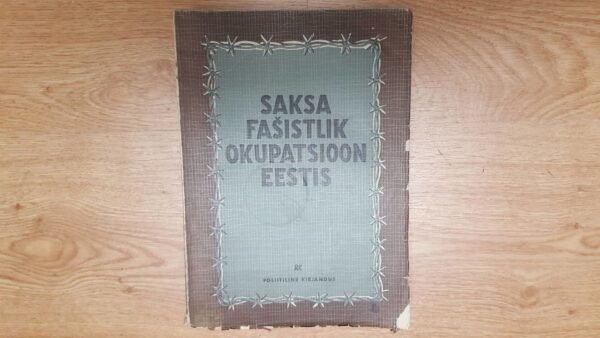 SAKSA
FAŠISTLIK
OKUPATSIOON
EESTIS
RK
POLIITILINE KIRJANDUS